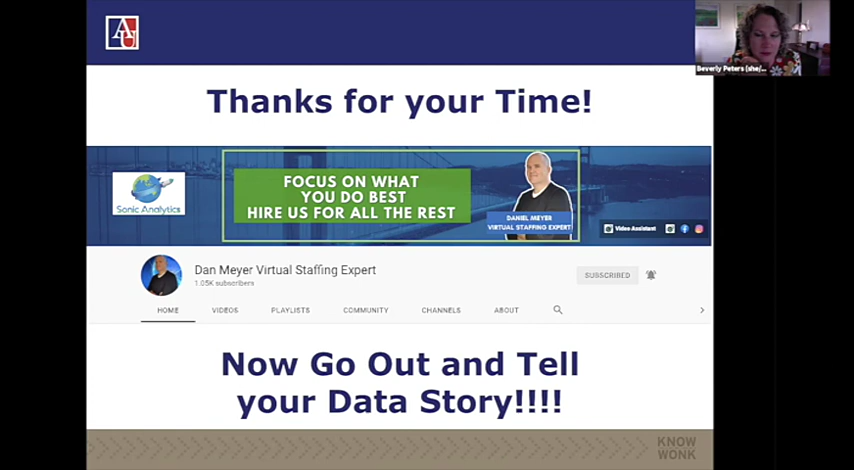 AU
Beverly Peters (she/...
Thanks for your Time!
Sonic Analytics
FOCUS ON WHAT
YOU DO BEST
HIRE US FOR ALL THE REST
DANIEL MEYER
VIRTUAL STAFFING EXPERT
Video Assistant
Dan Meyer Virtual Staffing Expert
1.05K subscribers
SUBSCRIBED
HOME VIDEOS PLAYLISTS COMMUNITY CHANNELS ABOUT
Now Go Out and Tell
your Data Story!!!!
KNOW
WONK